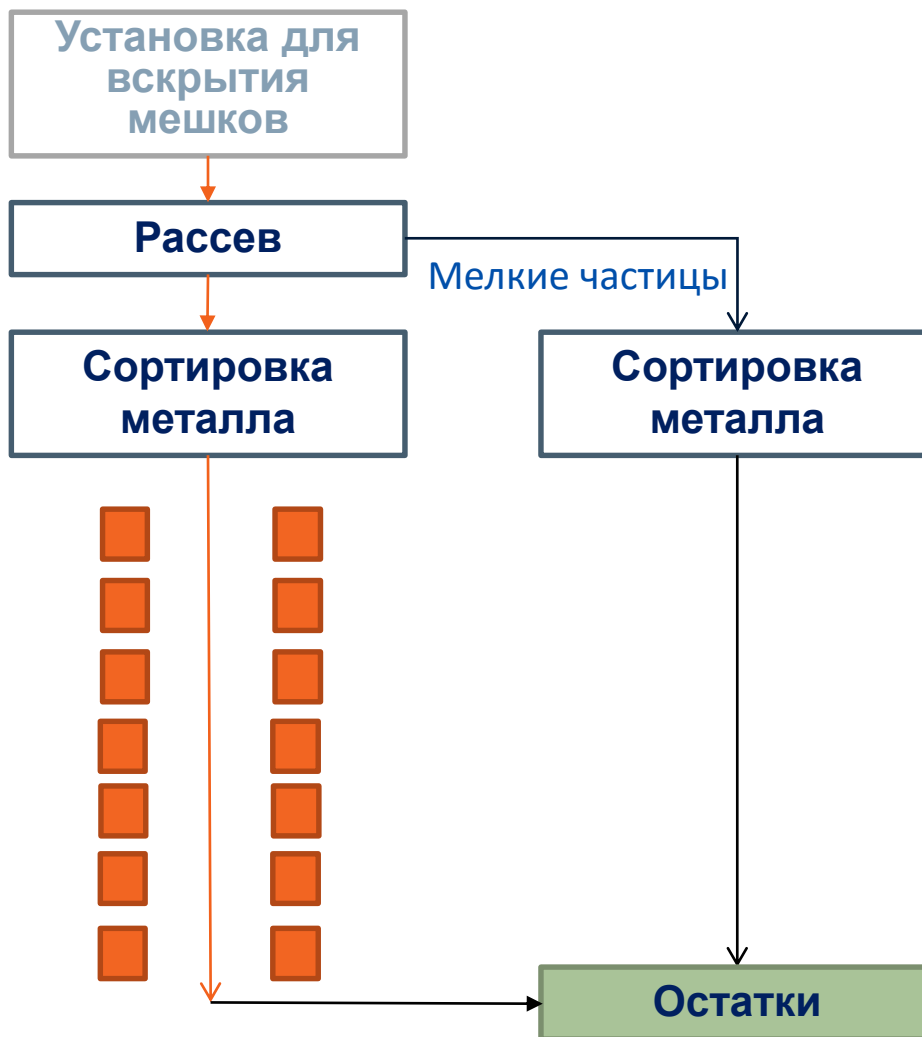 Установка для
вскрытия
мешков
Рассев
Мелкие частицы
Сортировка
металла
Сортировка
металла
Остатки